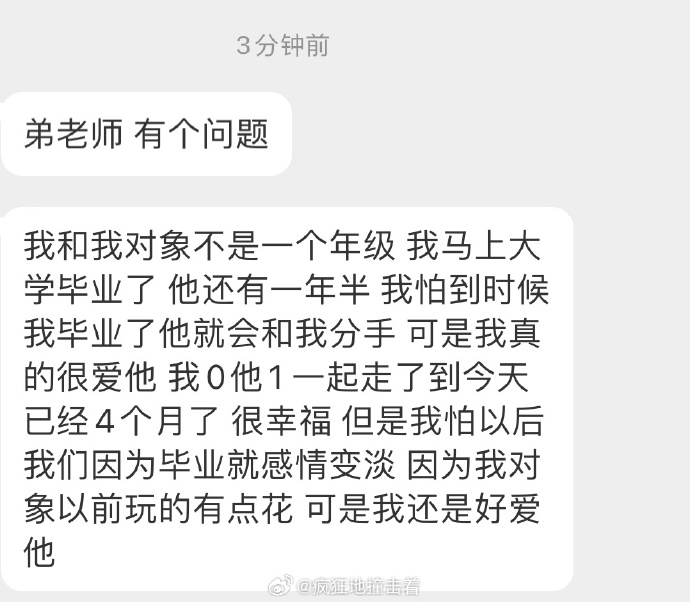 3分钟前
弟老师 有个问题
我和我对象不是一个年级 我马上大
学毕业了 他还有一年半 我怕到时候
我毕业了他就会和我分手 可是我真
的很爱他 我0他1一起走了到今天
已经4个月了 很幸福 但是我怕以后
我们因为毕业就感情变淡 因为我对
象以前玩的有点花 可是我还是好爱
他
@疯狂地撞击着